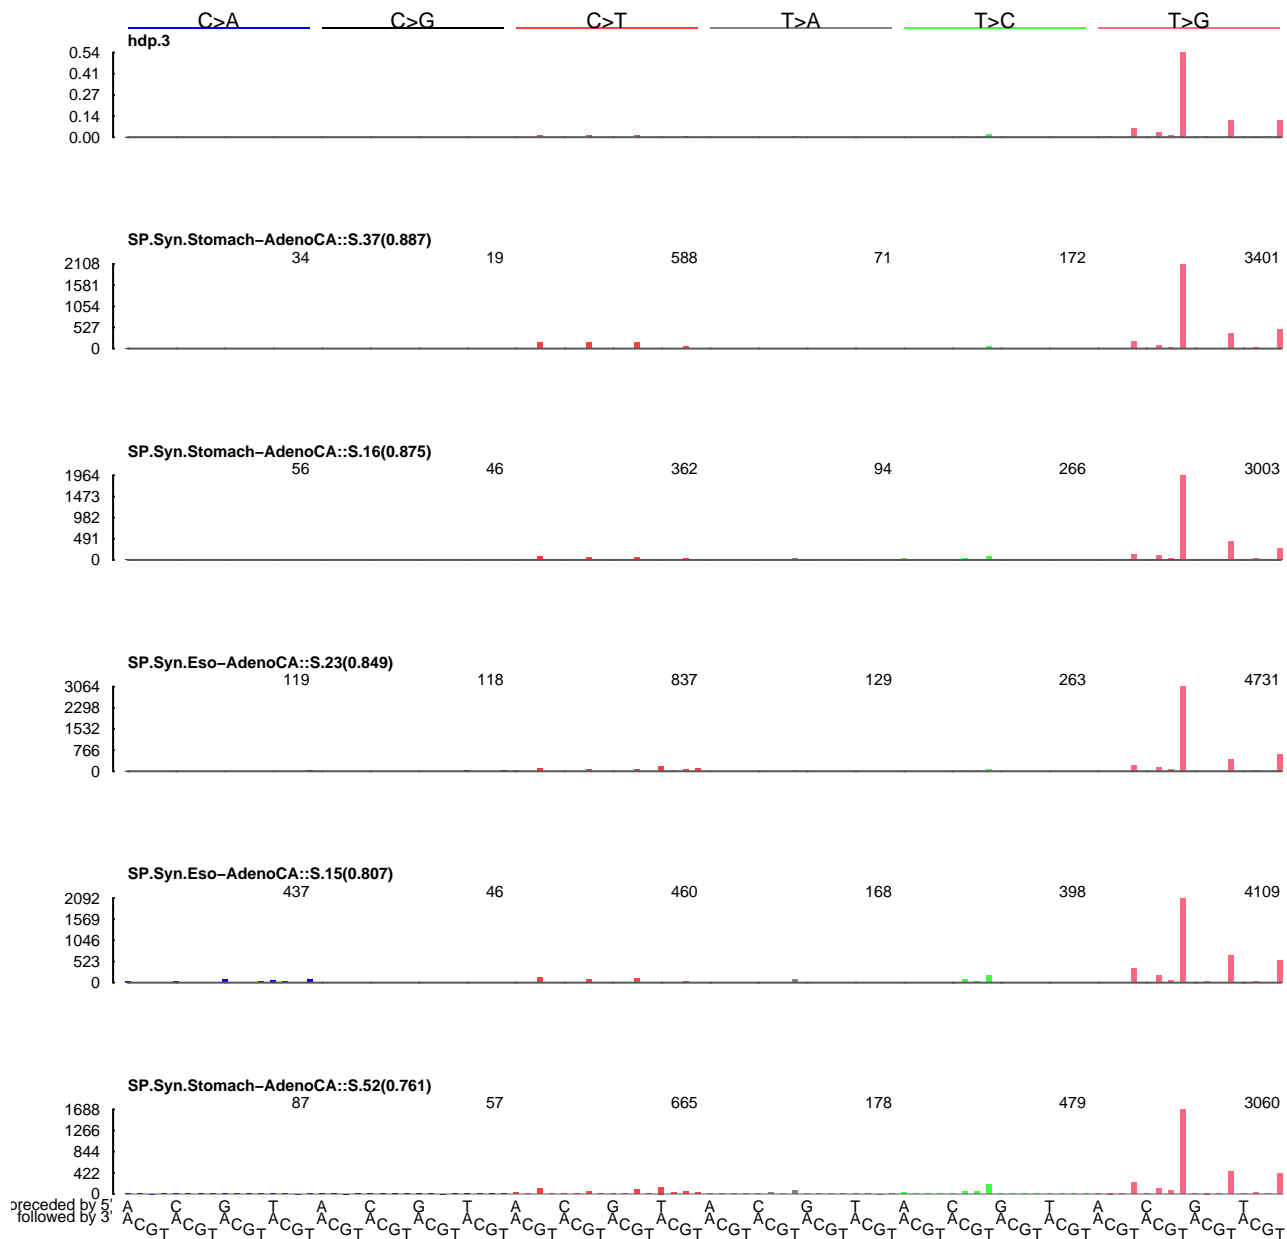 C>A C>G C>T T>A T>C T>G
hdp.3
0.54
0.41
0.27
0.14
0.00
SP.Syn.Stomach−AdenoCA::S.37(0.887)
34 19 588 71 172 3401
2108
1581
1054
527
0
SP.Syn.Stomach−AdenoCA::S.16(0.875)
56 46 362 94 266 3003
1964
1473
982
491
0
SP.Syn.Eso−AdenoCA::S.23(0.849)
119 118 837 129 263 4731
3064
2298
1532
766
0
SP.Syn.Eso−AdenoCA::S.15(0.807)
437 46 460 168 398 4109
2092
1569
1046
523
0
SP.Syn.Stomach−AdenoCA::S.52(0.761)
87 57 665 178 479 3060
1688
1266
844
422
0
preceded by 5' A C G T A C G T A C G T A C G T A C G T A C G T
followed by 3' A C G T A C G T A C G T A C G T A C G T A C G T A C G T A C G T A C G T A C G T A C G T A C G T A C G T A C G T A C G T A C G T A C G T A C G T A C G T A C G T A C G T A C G T A C G T A C G T